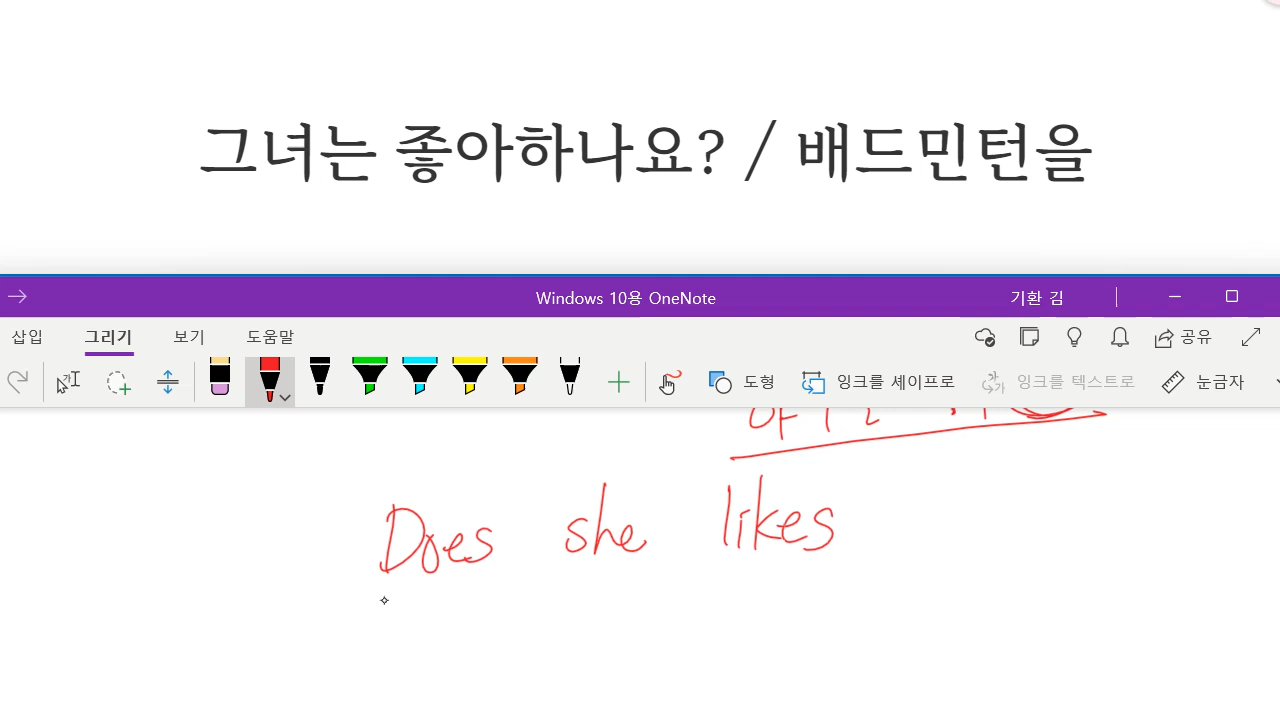 그녀는 좋아하나요? / 배드민턴을
Windows 10용 OneNote
기환 김
삽입 그리기 보기 도움말
공유
도형 잉크를 셰이프로 잉크를 텍스트로 눈금자
Does she likes